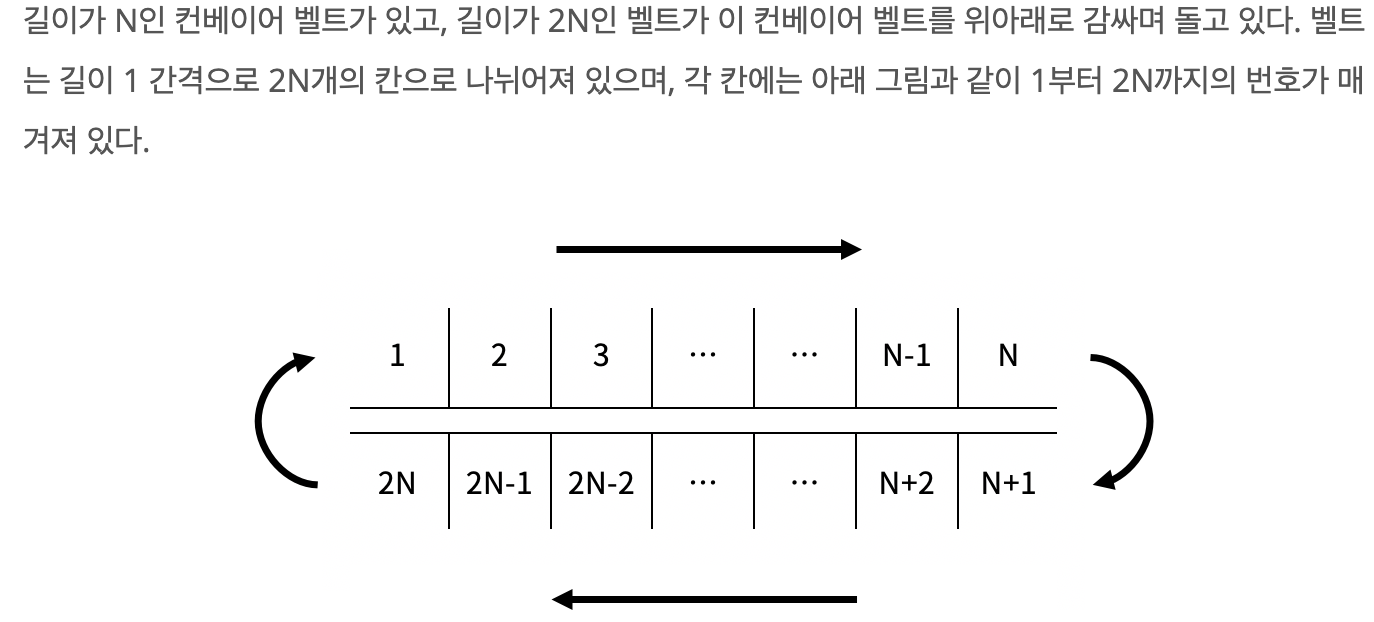 길이가 N인 컨베이어 벨트가 있고, 길이가 2N인 벨트가 이 컨베이어 벨트를 위아래로 감싸며 돌고 있다. 벨트
는 길이 1 간격으로 2N개의 칸으로 나뉘어져 있으며, 각 칸에는 아래 그림과 같이 1부터 2N까지의 번호가 매
겨져 있다.
1 2 3 ⋯ ⋯ N-1 N
2N 2N-1 2N-2 ⋯ ⋯ N+2 N+1